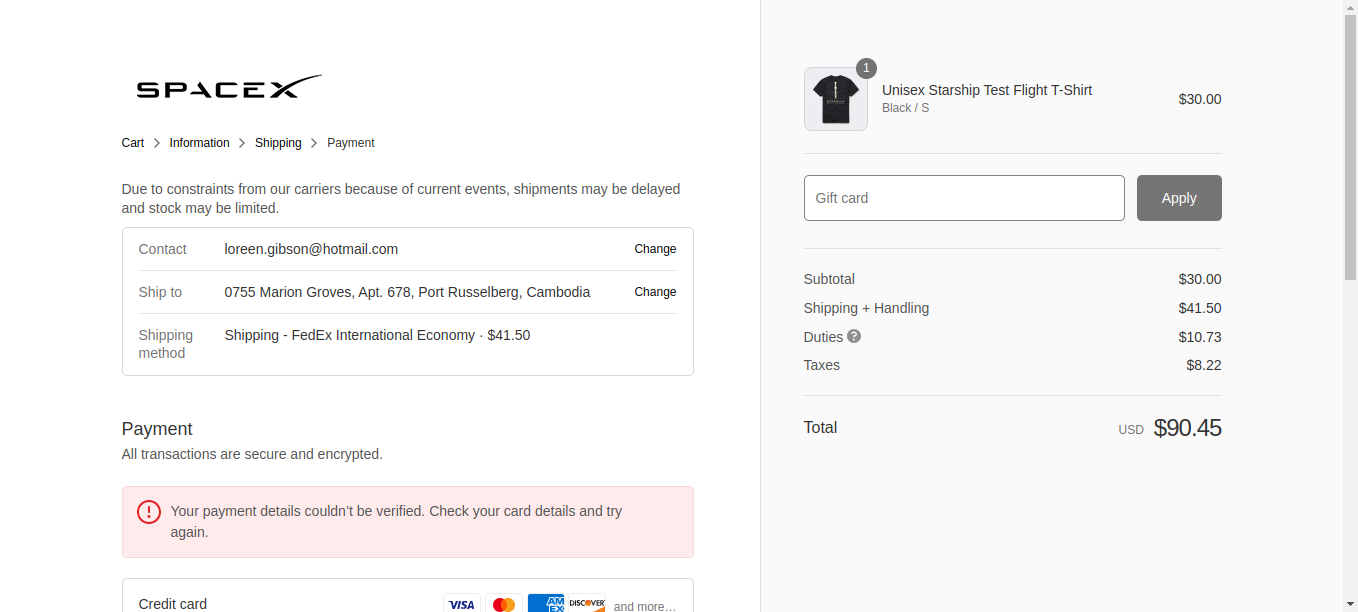 SPACEX
Cart > Information > Shipping > Payment
Due to constraints from our carriers because of current events, shipments may be delayed
and stock may be limited.
Contact loreen.gibson@hotmail.com Change
Ship to 0755 Marion Groves, Apt. 678, Port Russelberg, Cambodia Change
Shipping Shipping - FedEx International Economy · $41.50
method
Payment
All transactions are secure and encrypted.
Your payment details couldn’t be verified. Check your card details and try
again.
Credit card VISA AM EX DISCOVER and more…
1
Unisex Starship Test Flight T-Shirt $30.00
Black / S
Gift card Apply
Subtotal $30.00
Shipping + Handling $41.50
Duties ? $10.73
Taxes $8.22
Total USD $90.45